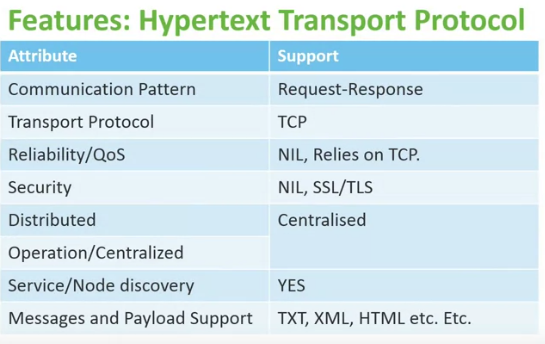 Features: Hypertext Transport Protocol
Attribute Support
Communication Pattern Request-Response
Transport Protocol TCP
Reliability/QoS NIL, Relies on TCP.
Security NIL, SSL/TLS
Distributed Centralised
Operation/Centralized
Service/Node discovery YES
Messages and Payload Support TXT, XML, HTML etc. Etc.